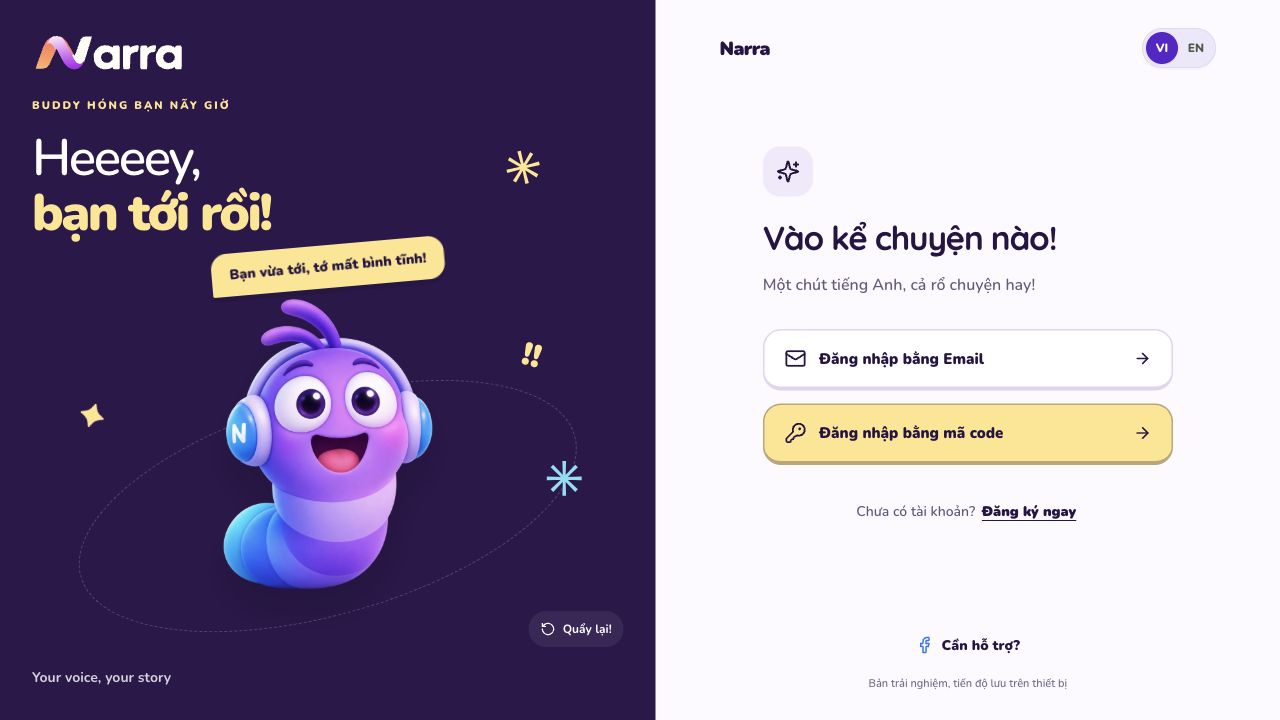 Narra
BUDDY HÓNG BẠN NÃY GIỜ
Heeeey,
bạn tới rồi!
Bạn vừa tới, tớ mất bình tĩnh!
N
Quẩy lại!
Your voice, your story
Narra
VI EN
Vào kể chuyện nào!
Một chút tiếng Anh, cả rổ chuyện hay!
Đăng nhập bằng Email
Đăng nhập bằng mã code
Chưa có tài khoản? Đăng ký ngay
Cần hỗ trợ?
Bản trải nghiệm, tiến độ lưu trên thiết bị